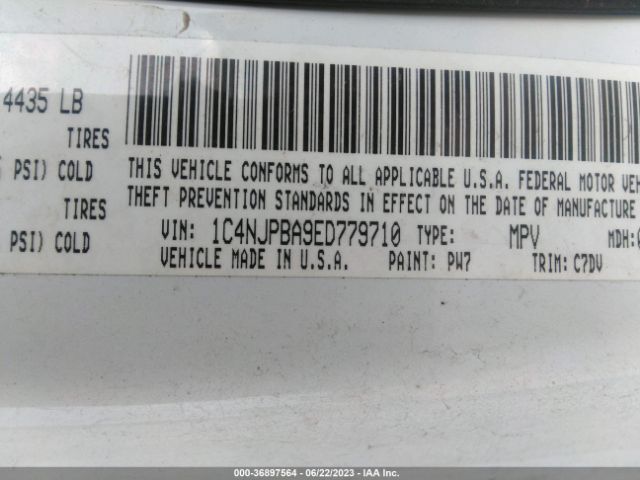 4435 LB
TIRES
PSI) COLD
THIS VEHICLE CONFORMS TO ALL APPLICABLE U.S.A. FEDERAL MOTOR
THEFT PREVENTION STANDARDS IN EFFECT ON THE DATE OF MANUFACTURE
TIRES
VIN: 1C4NJPBA9ED779710 TYPE: MPV MDH:
PSI) COLD
VEHICLE MADE IN U.S.A. PAINT: PW7 TRIM: C7DV
000-36897564 - 06/22/2023 - IAA Inc.